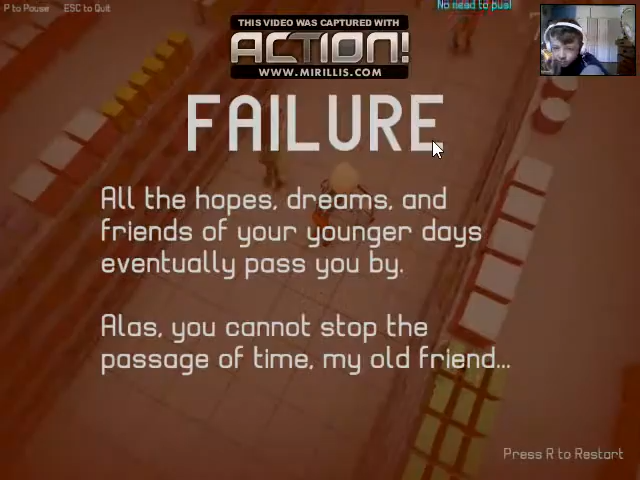 P to Pause ESC to Quit
No need to push
THIS VIDEO WAS CAPTURED WITH
ACTION!
WWW.MIRILLIS.COM
FAILURE
All the hopes, dreams, and
friends of your younger days
eventually pass you by.
Alas, you cannot stop the
passage of time, my old friend...
Press R to Restart